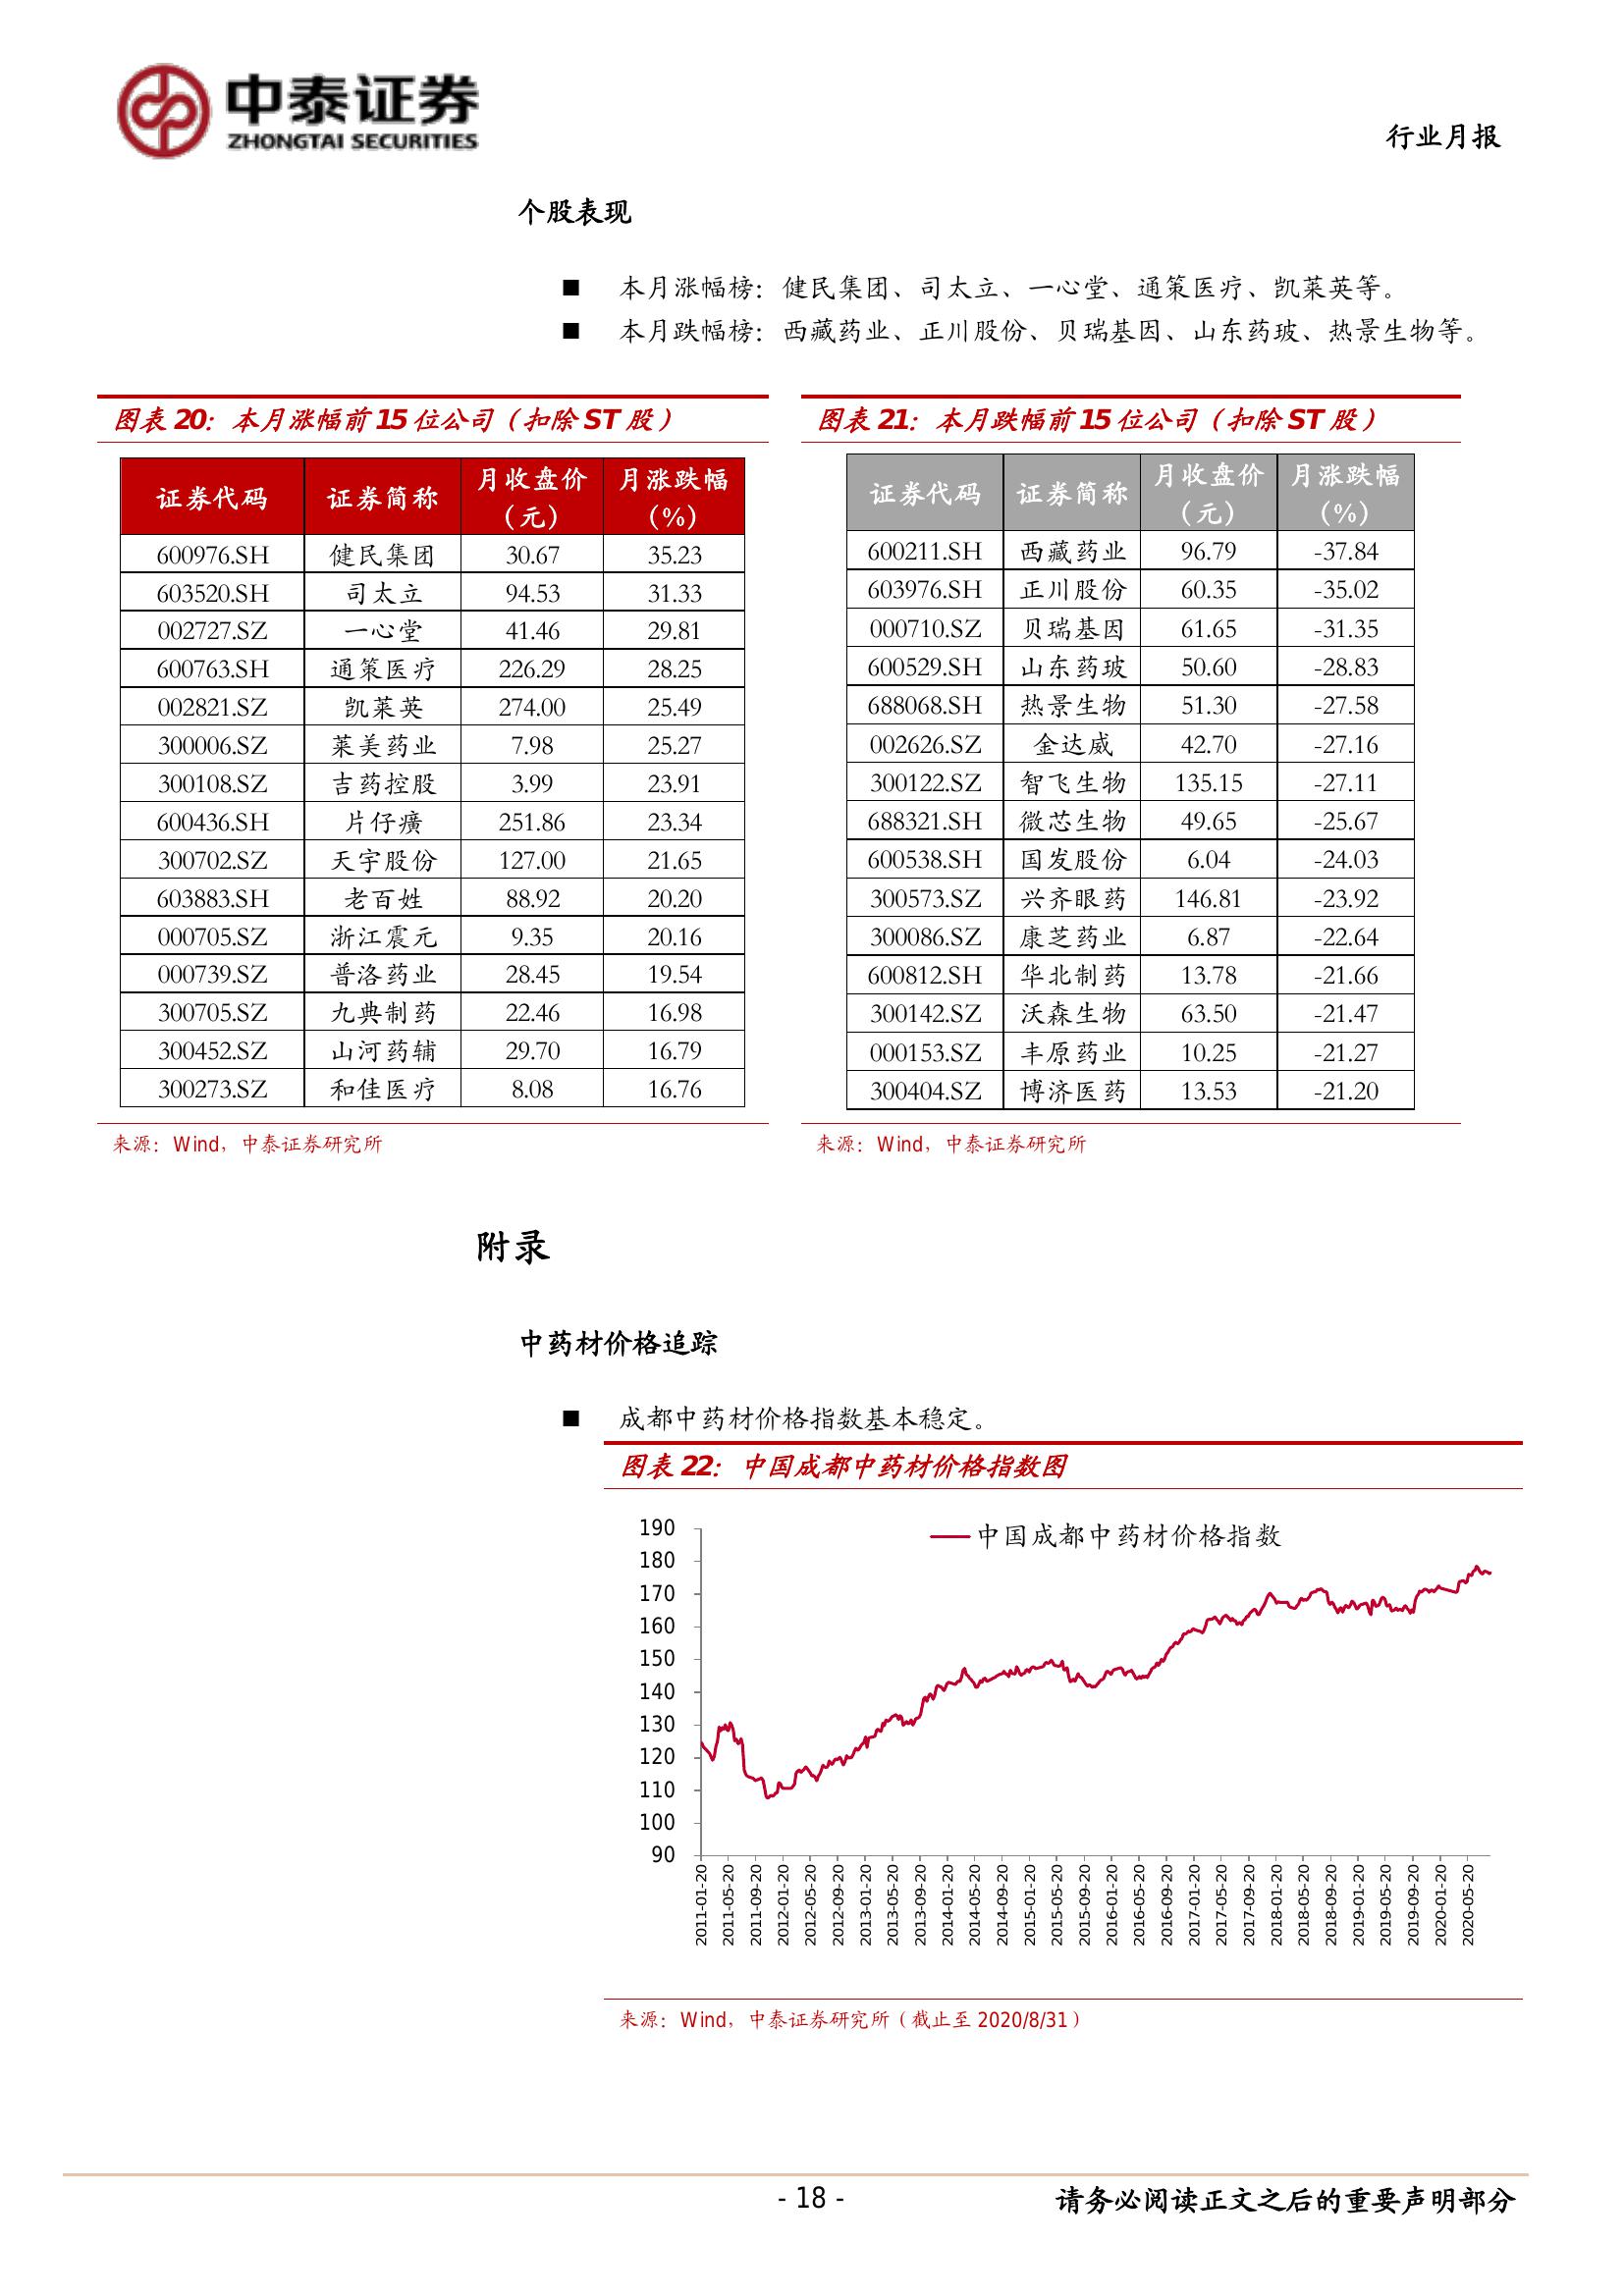 中泰证券
ZHONGTAI SECURITIES
行业月报
个股表现
■ 本月涨幅榜：健民集团、司太立、一心堂、通策医疗、凯莱英等。
■ 本月跌幅榜：西藏药业、正川股份、贝瑞基因、山东药玻、热景生物等。
图表 20：本月涨幅前 15 位公司（扣除 ST 股）
证券代码 证券简称 月收盘价（元） 月涨跌幅（%）
600976.SH 健民集团 30.67 35.23
603520.SH 司太立 94.53 31.33
002727.SZ 一心堂 41.46 29.81
600763.SH 通策医疗 226.29 28.25
002821.SZ 凯莱英 274.00 25.49
300006.SZ 莱美药业 7.98 25.27
300108.SZ 吉药控股 3.99 23.91
600436.SH 片仔癀 251.86 23.34
300702.SZ 天宇股份 127.00 21.65
603883.SH 老百姓 88.92 20.20
000705.SZ 浙江震元 9.35 20.16
000739.SZ 普洛药业 28.45 19.54
300705.SZ 九典制药 22.46 16.98
300452.SZ 山河药辅 29.70 16.79
300273.SZ 和佳医疗 8.08 16.76
来源：Wind，中泰证券研究所
图表 21：本月跌幅前 15 位公司（扣除 ST 股）
证券代码 证券简称 月收盘价（元） 月涨跌幅（%）
600211.SH 西藏药业 96.79 -37.84
603976.SH 正川股份 60.35 -35.02
000710.SZ 贝瑞基因 61.65 -31.35
600529.SH 山东药玻 50.60 -28.83
688068.SH 热景生物 51.30 -27.58
002626.SZ 金达威 42.70 -27.16
300122.SZ 智飞生物 135.15 -27.11
688321.SH 微芯生物 49.65 -25.67
600538.SH 国发股份 6.04 -24.03
300573.SZ 兴齐眼药 146.81 -23.92
300086.SZ 康芝药业 6.87 -22.64
600812.SH 华北制药 13.78 -21.66
300142.SZ 沃森生物 63.50 -21.47
000153.SZ 丰原药业 10.25 -21.27
300404.SZ 博济医药 13.53 -21.20
来源：Wind，中泰证券研究所
附录
中药材价格追踪
■ 成都中药材价格指数基本稳定。
图表 22：中国成都中药材价格指数图
中国成都中药材价格指数
190
180
170
160
150
140
130
120
110
100
90
2011-01-20
2011-05-20
2011-09-20
2012-01-20
2012-05-20
2012-09-20
2013-01-20
2013-05-20
2013-09-20
2014-01-20
2014-05-20
2014-09-20
2015-01-20
2015-05-20
2015-09-20
2016-01-20
2016-05-20
2016-09-20
2017-01-20
2017-05-20
2017-09-20
2018-01-20
2018-05-20
2018-09-20
2019-01-20
2019-05-20
2019-09-20
2020-01-20
2020-05-20
来源：Wind，中泰证券研究所（截止至 2020/8/31）
- 18 -
请务必阅读正文之后的重要声明部分